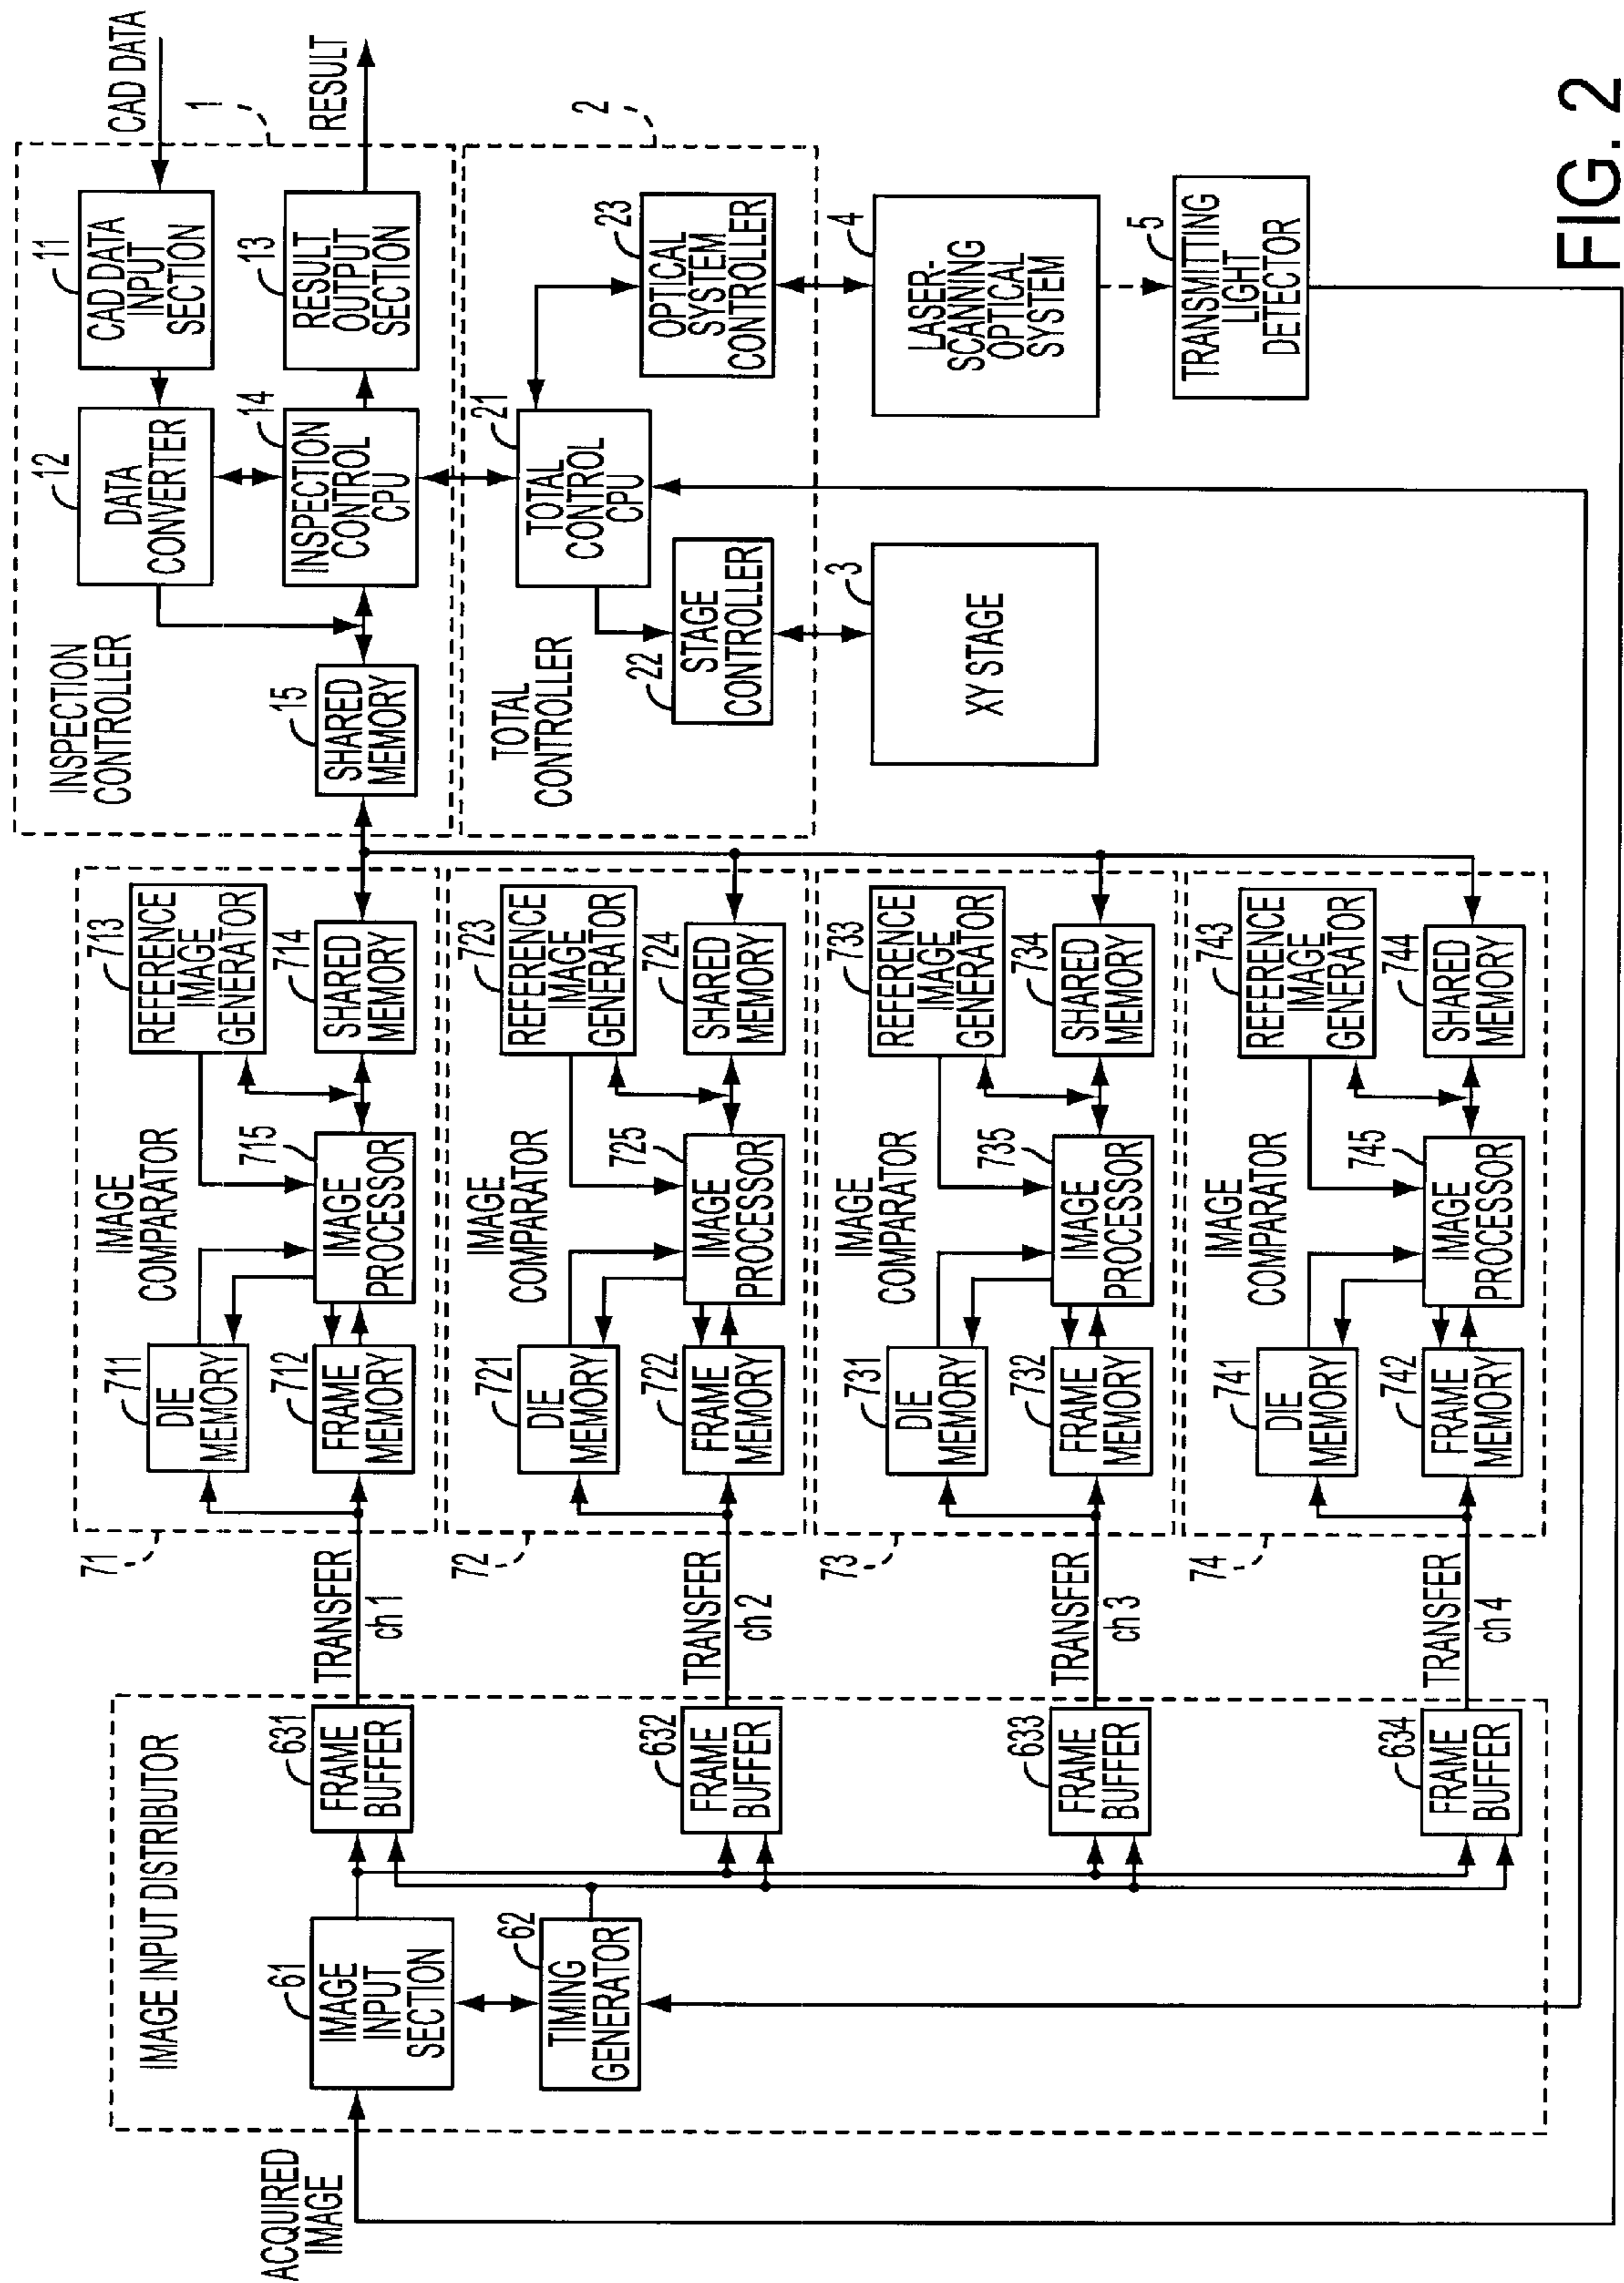 ACQUIRED
IMAGE
IMAGE INPUT DISTRIBUTOR
61
IMAGE
INPUT
SECTION
62
TIMING
GENERATOR
631
FRAME
BUFFER
632
FRAME
BUFFER
633
FRAME
BUFFER
634
FRAME
BUFFER
TRANSFER
ch 1
TRANSFER
ch 2
TRANSFER
ch 3
TRANSFER
ch 4
71
IMAGE
COMPARATOR
711
DIE
MEMORY
712
FRAME
MEMORY
713
REFERENCE
IMAGE
GENERATOR
714
SHARED
MEMORY
715
IMAGE
PROCESSOR
72
IMAGE
COMPARATOR
721
DIE
MEMORY
722
FRAME
MEMORY
723
REFERENCE
IMAGE
GENERATOR
724
SHARED
MEMORY
725
IMAGE
PROCESSOR
73
IMAGE
COMPARATOR
731
DIE
MEMORY
732
FRAME
MEMORY
733
REFERENCE
IMAGE
GENERATOR
734
SHARED
MEMORY
735
IMAGE
PROCESSOR
74
IMAGE
COMPARATOR
741
DIE
MEMORY
742
FRAME
MEMORY
743
REFERENCE
IMAGE
GENERATOR
744
SHARED
MEMORY
745
IMAGE
PROCESSOR
INSPECTION
CONTROLLER
1
CAD DATA
RESULT
11
CAD DATA
INPUT
SECTION
12
DATA
CONVERTER
13
RESULT
OUTPUT
SECTION
14
INSPECTION
CONTROL
CPU
15
SHARED
MEMORY
TOTAL
CONTROLLER
2
21
TOTAL
CONTROL
CPU
22
STAGE
CONTROLLER
23
OPTICAL
SYSTEM
CONTROLLER
3
XY STAGE
4
LASER-
SCANNING
OPTICAL
SYSTEM
5
TRANSMITTING
LIGHT
DETECTOR
FIG. 2